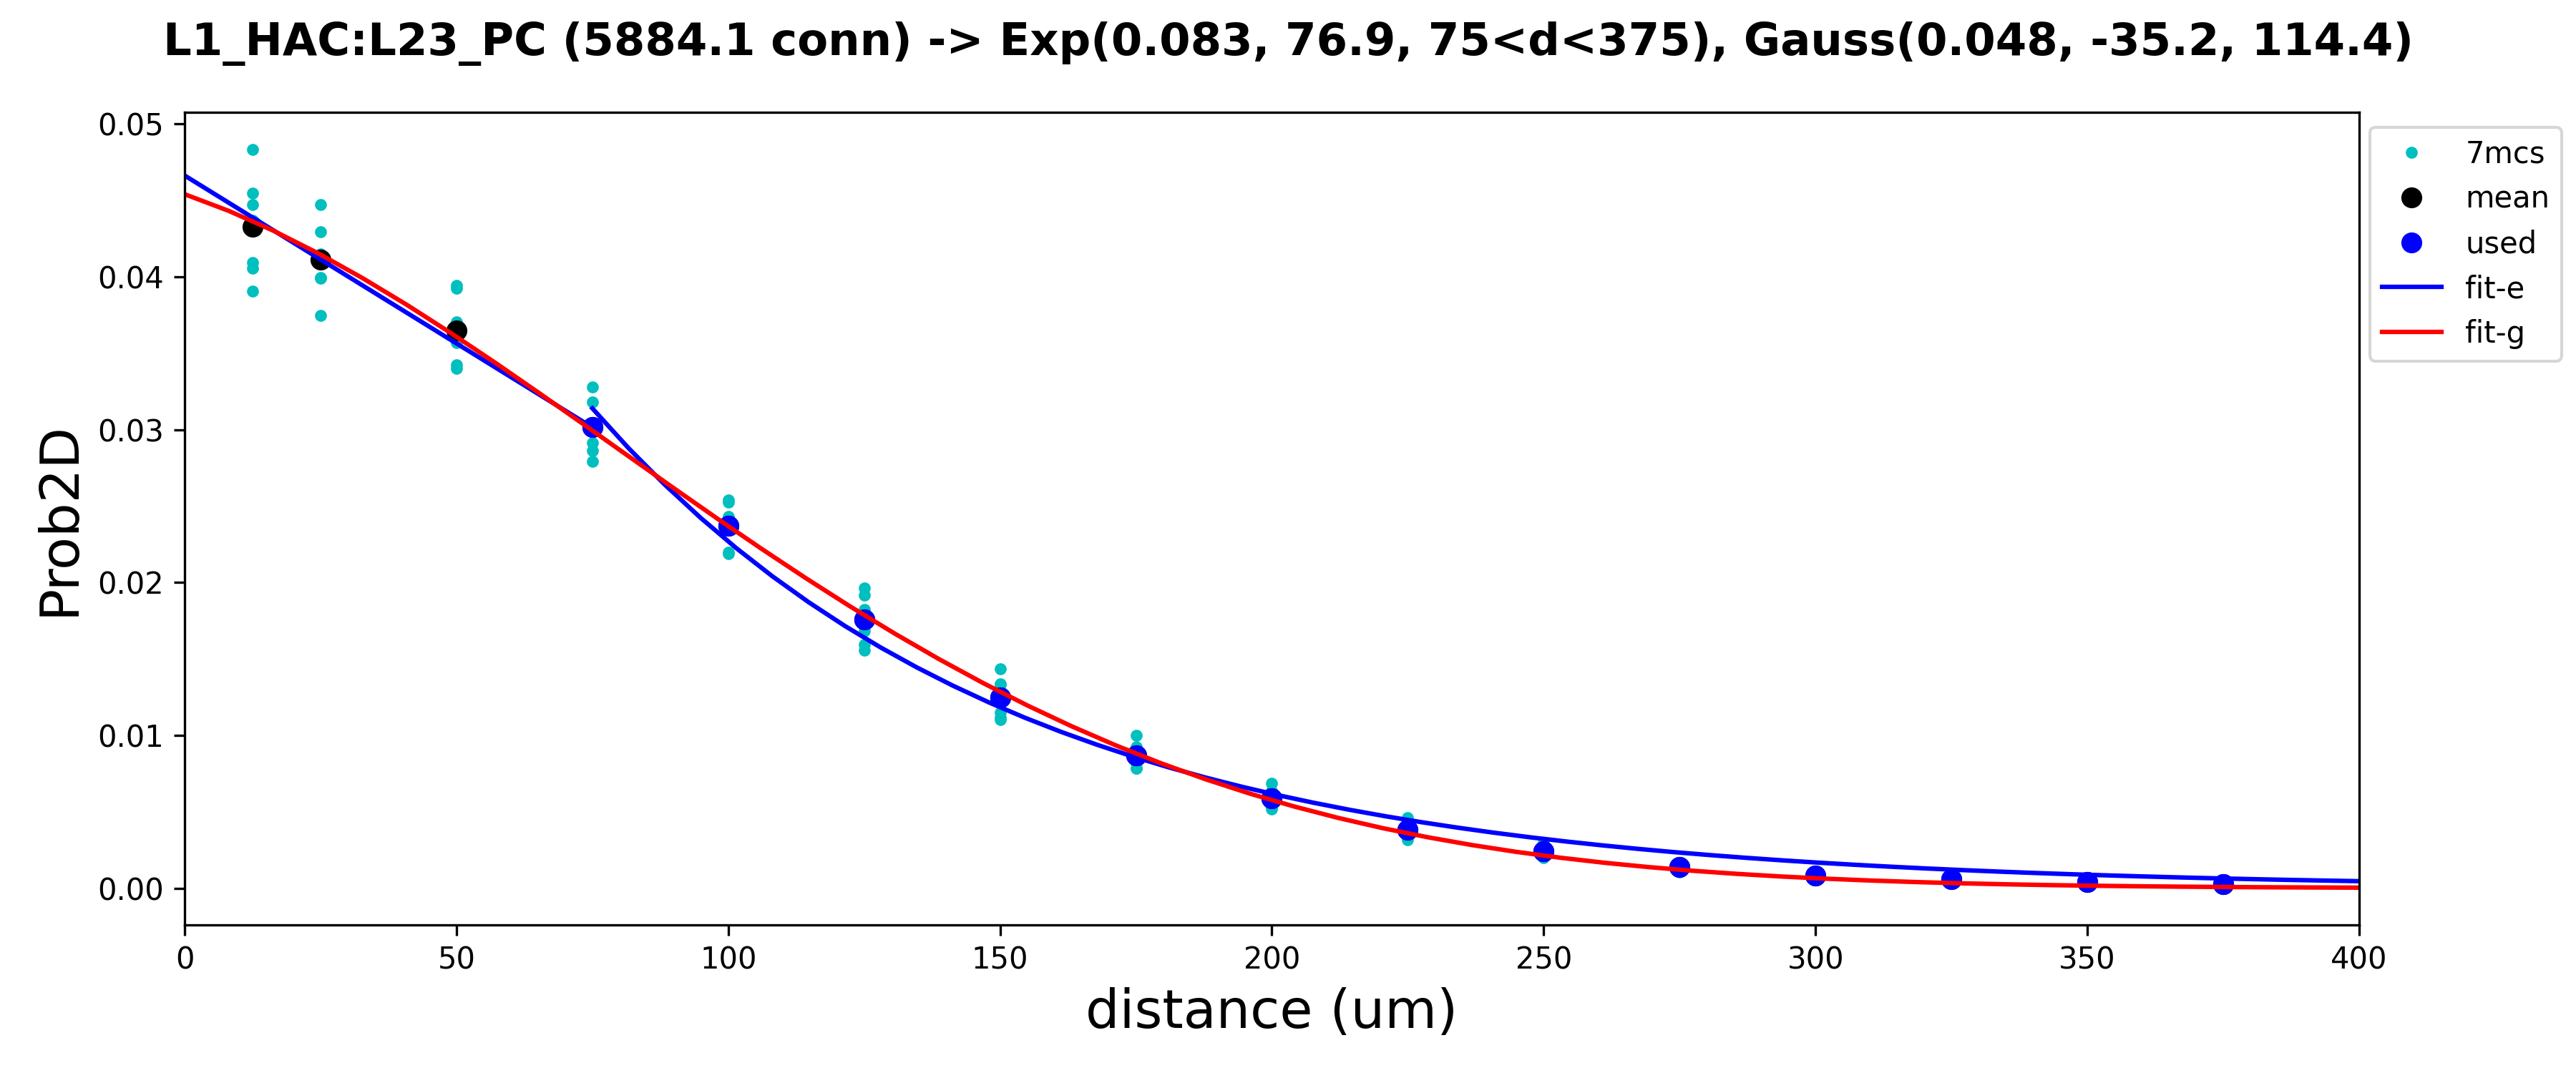 L1_HAC:L23_PC (5884.1 conn) -> Exp(0.083, 76.9, 75<d<375), Gauss(0.048, -35.2, 114.4)
0.05
0.04
0.03
0.02
0.01
0.00
Prob2D
0 50 100 150 200 250 300 350 400
distance (um)
7mcs
mean
used
fit-e
fit-g